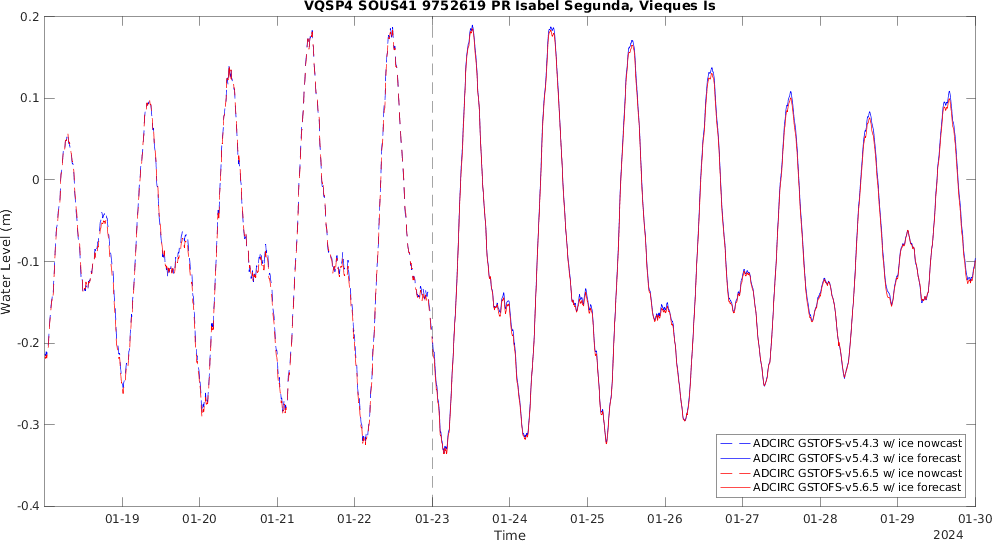 VQSP4 SOUS41 9752619 PR Isabel Segunda, Vieques Is
Water Level (m)
0.2
0.1
0
-0.1
-0.2
-0.3
-0.4
ADCIRC GSTOFS-v5.4.3 w/ ice nowcast
ADCIRC GSTOFS-v5.4.3 w/ ice forecast
ADCIRC GSTOFS-v5.6.5 w/ ice nowcast
ADCIRC GSTOFS-v5.6.5 w/ ice forecast
01-19 01-20 01-21 01-22 01-23 01-24 01-25 01-26 01-27 01-28 01-29 01-30
Time
2024